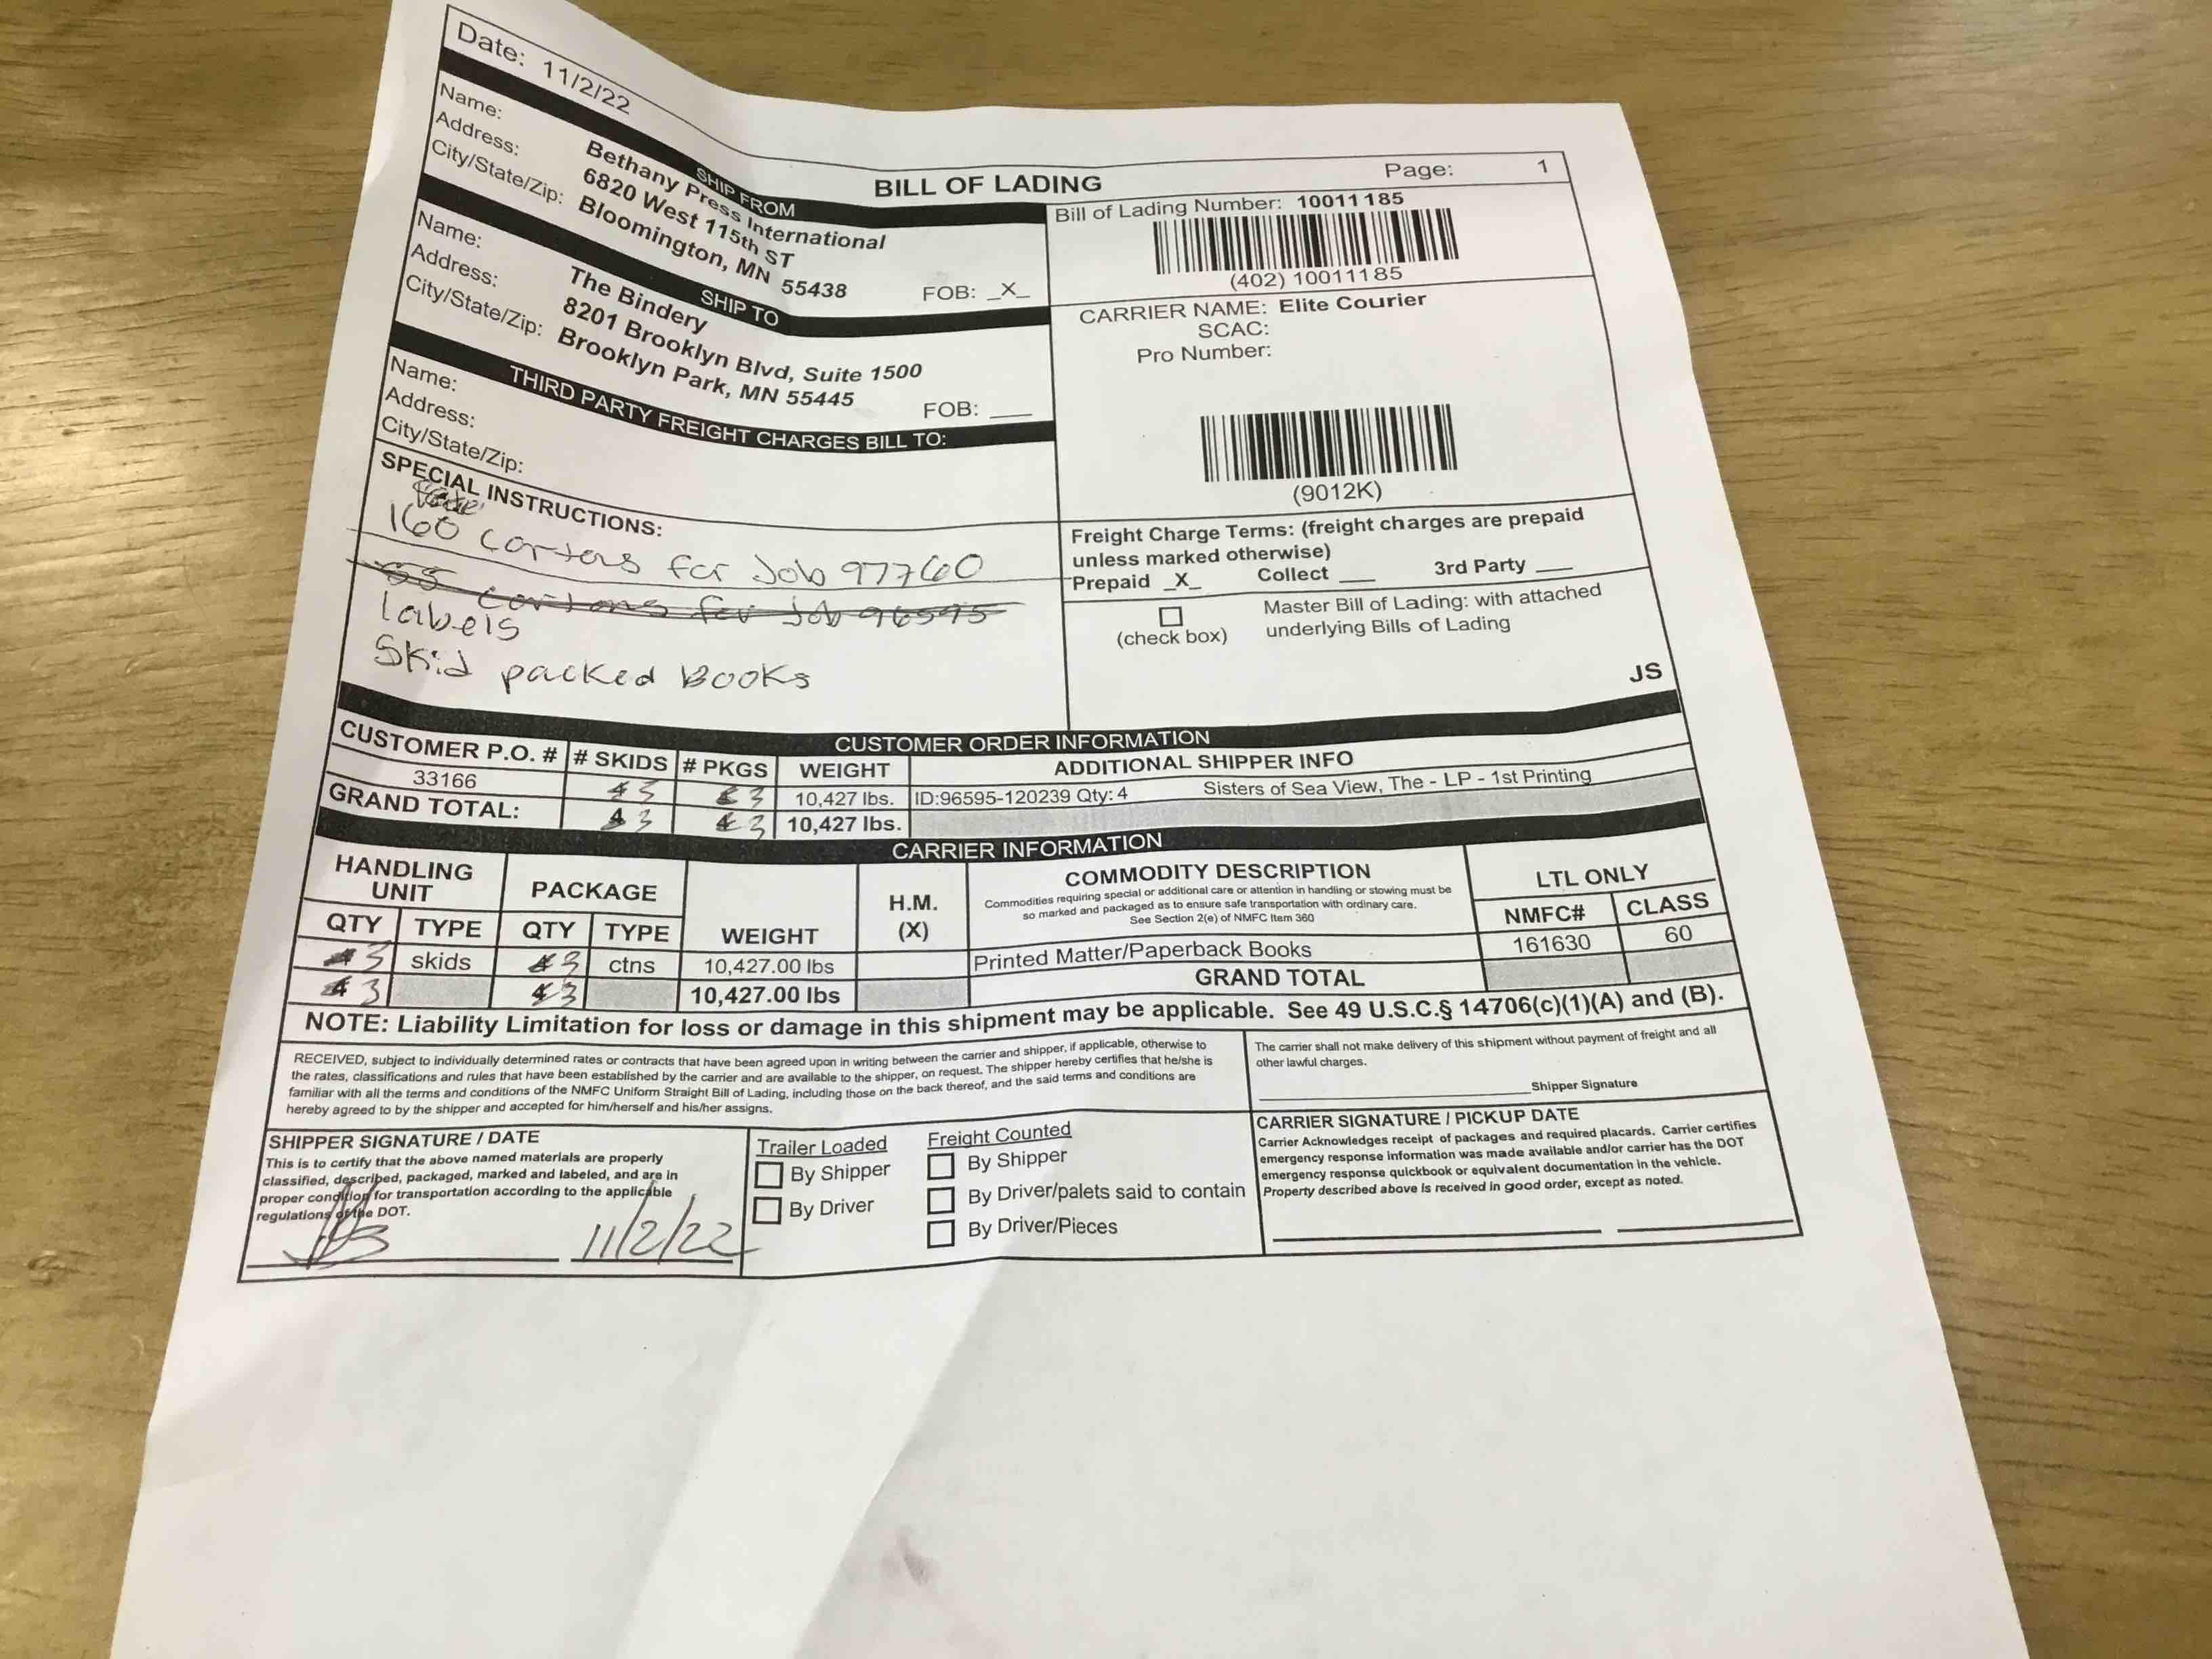 Date: 11/2/22
BILL OF LADING
Page: 1
SHIP FROM
Name: Bethany Press International
Address: 6820 West 115th ST
City/State/Zip: Bloomington, MN 55438
FOB: _X_
SHIP TO
Name: The Bindery
Address: 8201 Brooklyn Blvd, Suite 1500
City/State/Zip: Brooklyn Park, MN 55445
FOB: ___
THIRD PARTY FREIGHT CHARGES BILL TO:
Name:
Address:
City/State/Zip:
SPECIAL INSTRUCTIONS:
160 cartons for Job 97760
55 cartons for Job 96595
labels
Skid packed Books
Bill of Lading Number: 10011185
(402) 10011185
CARRIER NAME: Elite Courier
SCAC:
Pro Number:
(9012K)
Freight Charge Terms: (freight charges are prepaid
unless marked otherwise)
Prepaid _X_ Collect ___ 3rd Party ___
Master Bill of Lading: with attached
(check box) underlying Bills of Lading
JS
CUSTOMER ORDER INFORMATION
CUSTOMER P.O. # # SKIDS # PKGS WEIGHT ADDITIONAL SHIPPER INFO
33166 4 3 3 10,427 lbs. ID:96595-120239 Qty: 4 Sisters of Sea View, The - LP - 1st Printing
GRAND TOTAL: 4 3 4 3 10,427 lbs.
CARRIER INFORMATION
HANDLING UNIT PACKAGE WEIGHT H.M. (X) COMMODITY DESCRIPTION LTL ONLY
Commodities requiring special or additional care or attention in handling or stowing must be
so marked and packaged as to ensure safe transportation with ordinary care.
See Section 2(e) of NMFC Item 360
QTY TYPE QTY TYPE NMFC# CLASS
4 3 skids 4 3 ctns 10,427.00 lbs Printed Matter/Paperback Books 161630 60
4 3 4 3 10,427.00 lbs GRAND TOTAL
NOTE: Liability Limitation for loss or damage in this shipment may be applicable. See 49 U.S.C.§ 14706(c)(1)(A) and (B).
RECEIVED, subject to individually determined rates or contracts that have been agreed upon in writing between the carrier and shipper, if applicable, otherwise to
the rates, classifications and rules that have been established by the carrier and are available to the shipper, on request. The shipper hereby certifies that he/she is
familiar with all the terms and conditions of the NMFC Uniform Straight Bill of Lading, including those on the back thereof, and the said terms and conditions are
hereby agreed to by the shipper and accepted for him/herself and his/her assigns.
The carrier shall not make delivery of this shipment without payment of freight and all
other lawful charges.
Shipper Signature
SHIPPER SIGNATURE / DATE
This is to certify that the above named materials are properly
classified, described, packaged, marked and labeled, and are in
proper condition for transportation according to the applicable
regulations of the DOT.
11/2/22
Trailer Loaded
By Shipper
By Driver
Freight Counted
By Shipper
By Driver/palets said to contain
By Driver/Pieces
CARRIER SIGNATURE / PICKUP DATE
Carrier Acknowledges receipt of packages and required placards. Carrier certifies
emergency response information was made available and/or carrier has the DOT
emergency response quickbook or equivalent documentation in the vehicle.
Property described above is received in good order, except as noted.